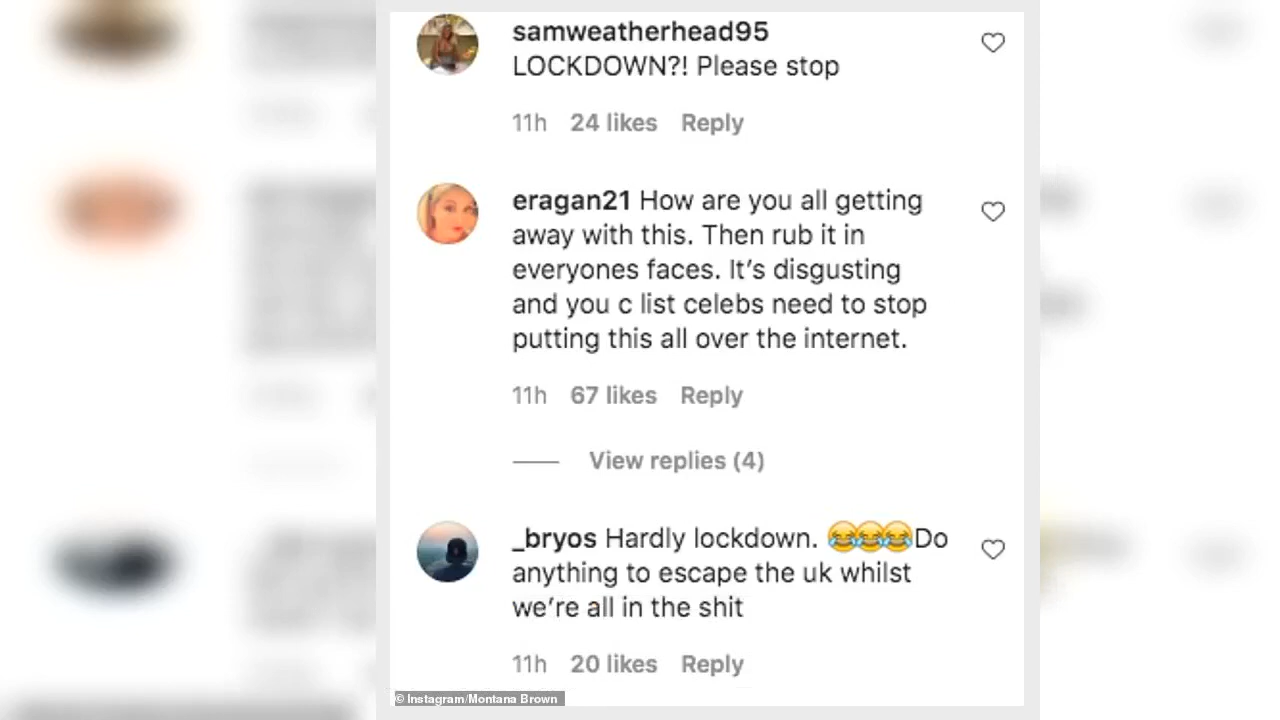 samweatherhead95
LOCKDOWN?! Please stop
11h 24 likes Reply
eragan21 How are you all getting
away with this. Then rub it in
everyones faces. It’s disgusting
and you c list celebs need to stop
putting this all over the internet.
11h 67 likes Reply
View replies (4)
_bryos Hardly lockdown. 😂😂😂Do
anything to escape the uk whilst
we’re all in the shit
11h 20 likes Reply
© Instagram/Montana Brown